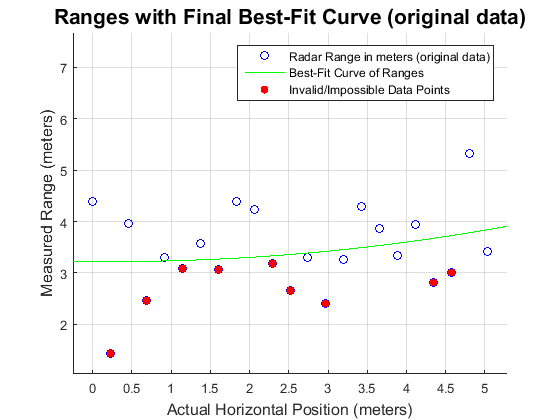 Ranges with Final Best-Fit Curve (original data)
Radar Range in meters (original data)
Best-Fit Curve of Ranges
Invalid/Impossible Data Points
Measured Range (meters)
7
6
5
4
3
2
0 0.5 1 1.5 2 2.5 3 3.5 4 4.5 5
Actual Horizontal Position (meters)